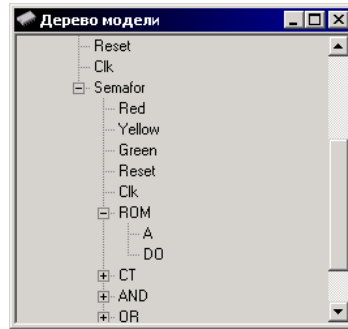 Дерево модели
Reset
Clk
Semafor
Red
Yellow
Green
Reset
Clk
ROM
A
DO
CT
AND
OR